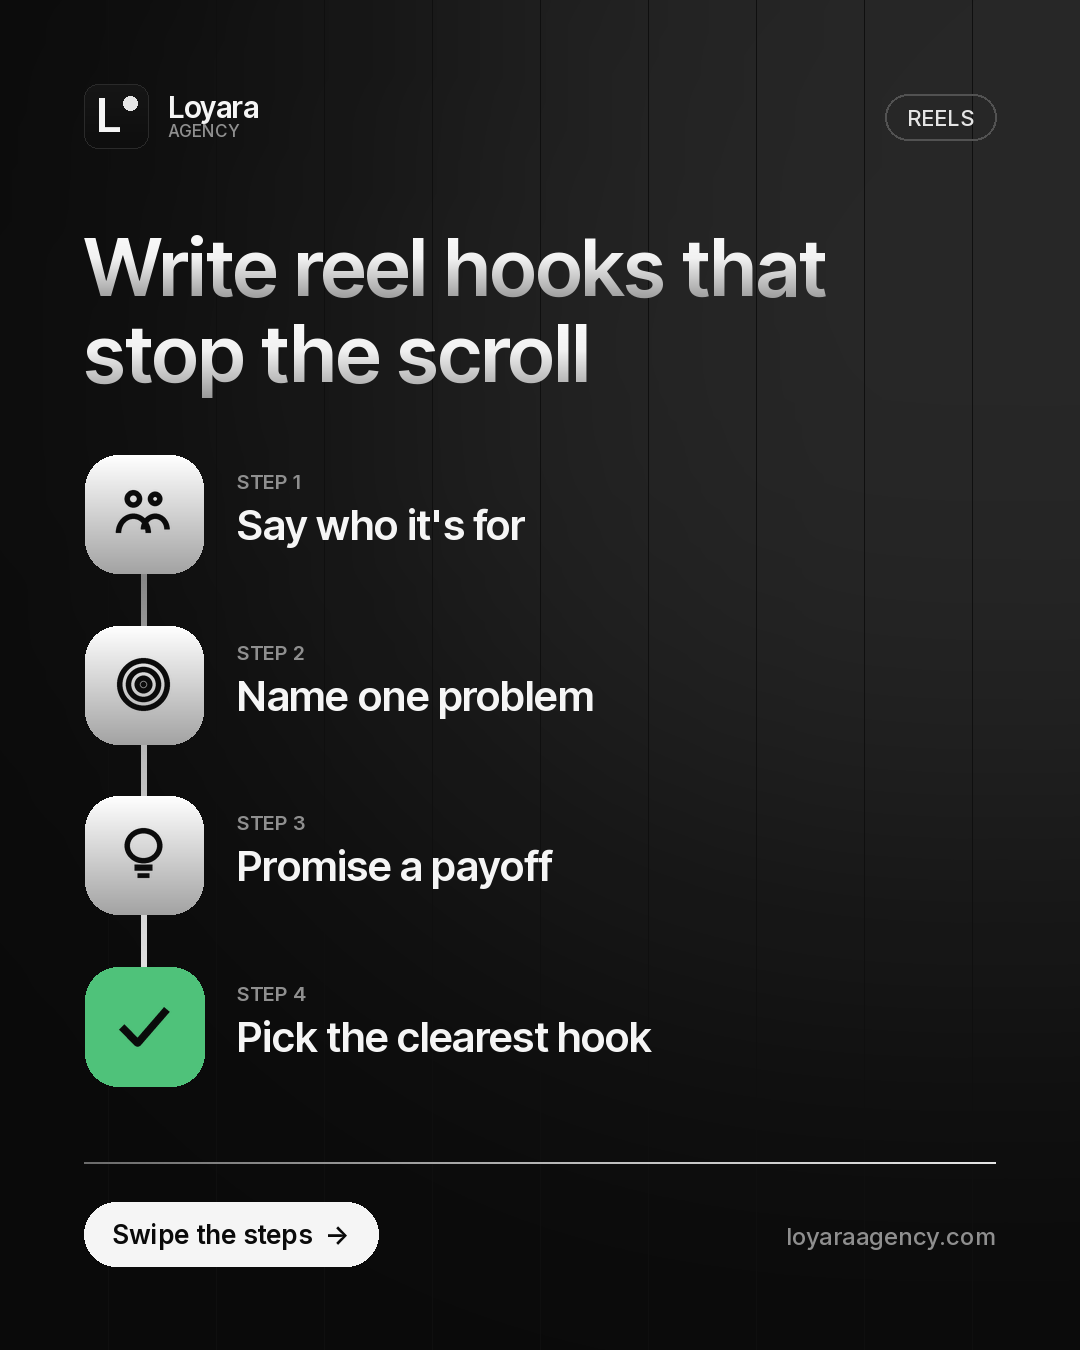 Loyara
AGENCY
REELS
Write reel hooks that
stop the scroll
STEP 1
Say who it's for
STEP 2
Name one problem
STEP 3
Promise a payoff
STEP 4
Pick the clearest hook
Swipe the steps →
loyaraagency.com